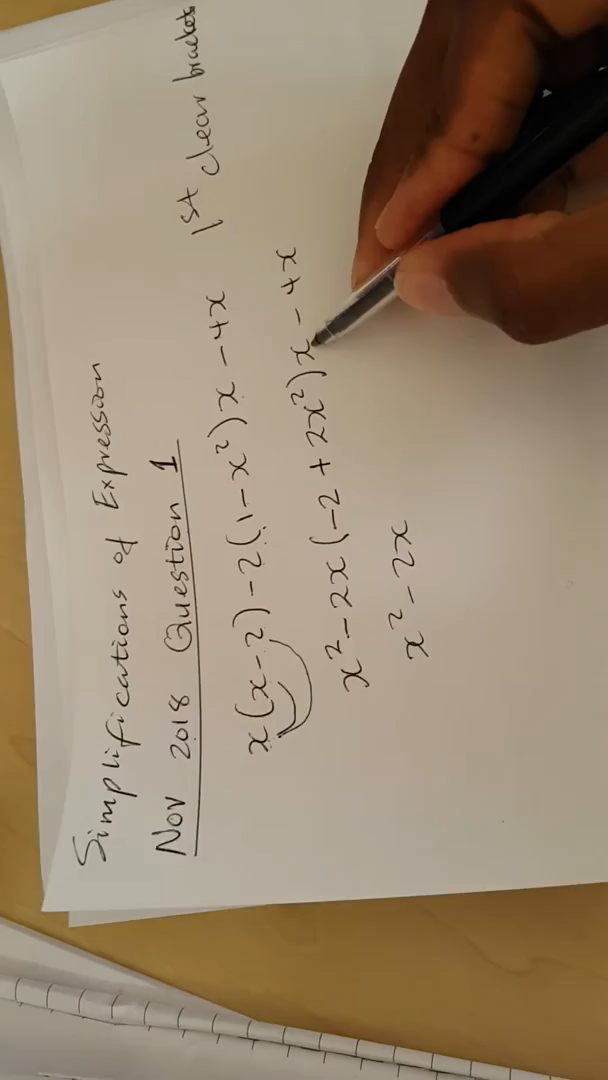 Simplifications of Expression
Nov 2018 Question 1
x(x-2)-2(1-x²)x-4x 1st clear brackets
x²-2x(-2+2x²)x-4x
x²-2x